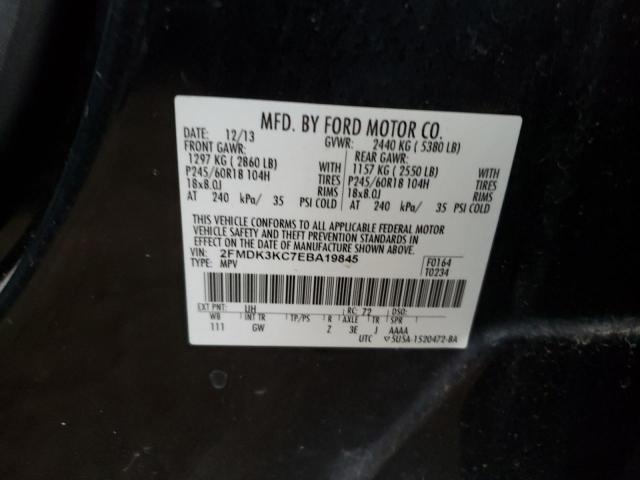 MFD. BY FORD MOTOR CO.
DATE: 12/13 GVWR: 2440 KG ( 5380 LB)
FRONT GAWR: REAR GAWR:
1297 KG ( 2860 LB) WITH 1157 KG ( 2550 LB) WITH
P245/60R18 104H TIRES P245/60R18 104H TIRES
18x8.0J RIMS 18x8.0J RIMS
AT 240 kPa/ 35 PSI COLD AT 240 kPa/ 35 PSI COLD
THIS VEHICLE CONFORMS TO ALL APPLICABLE FEDERAL MOTOR
VEHICLE SAFETY AND THEFT PREVENTION STANDARDS IN
EFFECT ON THE DATE OF MANUFACTURE SHOWN ABOVE.
VIN: 2FMDK3KC7EBA19845 F0164
TYPE: MPV T0234
EXT PNT: UH RC: 72 DSO:
WB INT TR TP/PS R AXLE TR SPR
111 GW Z 3E J AAAA
UTC 5U5A-1520472-BA